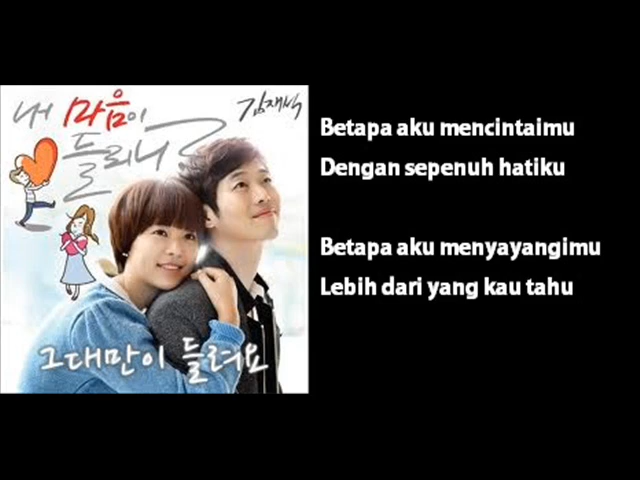 내 마음이
들리니?
김재석
그대만이 들려요
Betapa aku mencintaimu
Dengan sepenuh hatiku
Betapa aku menyayangimu
Lebih dari yang kau tahu